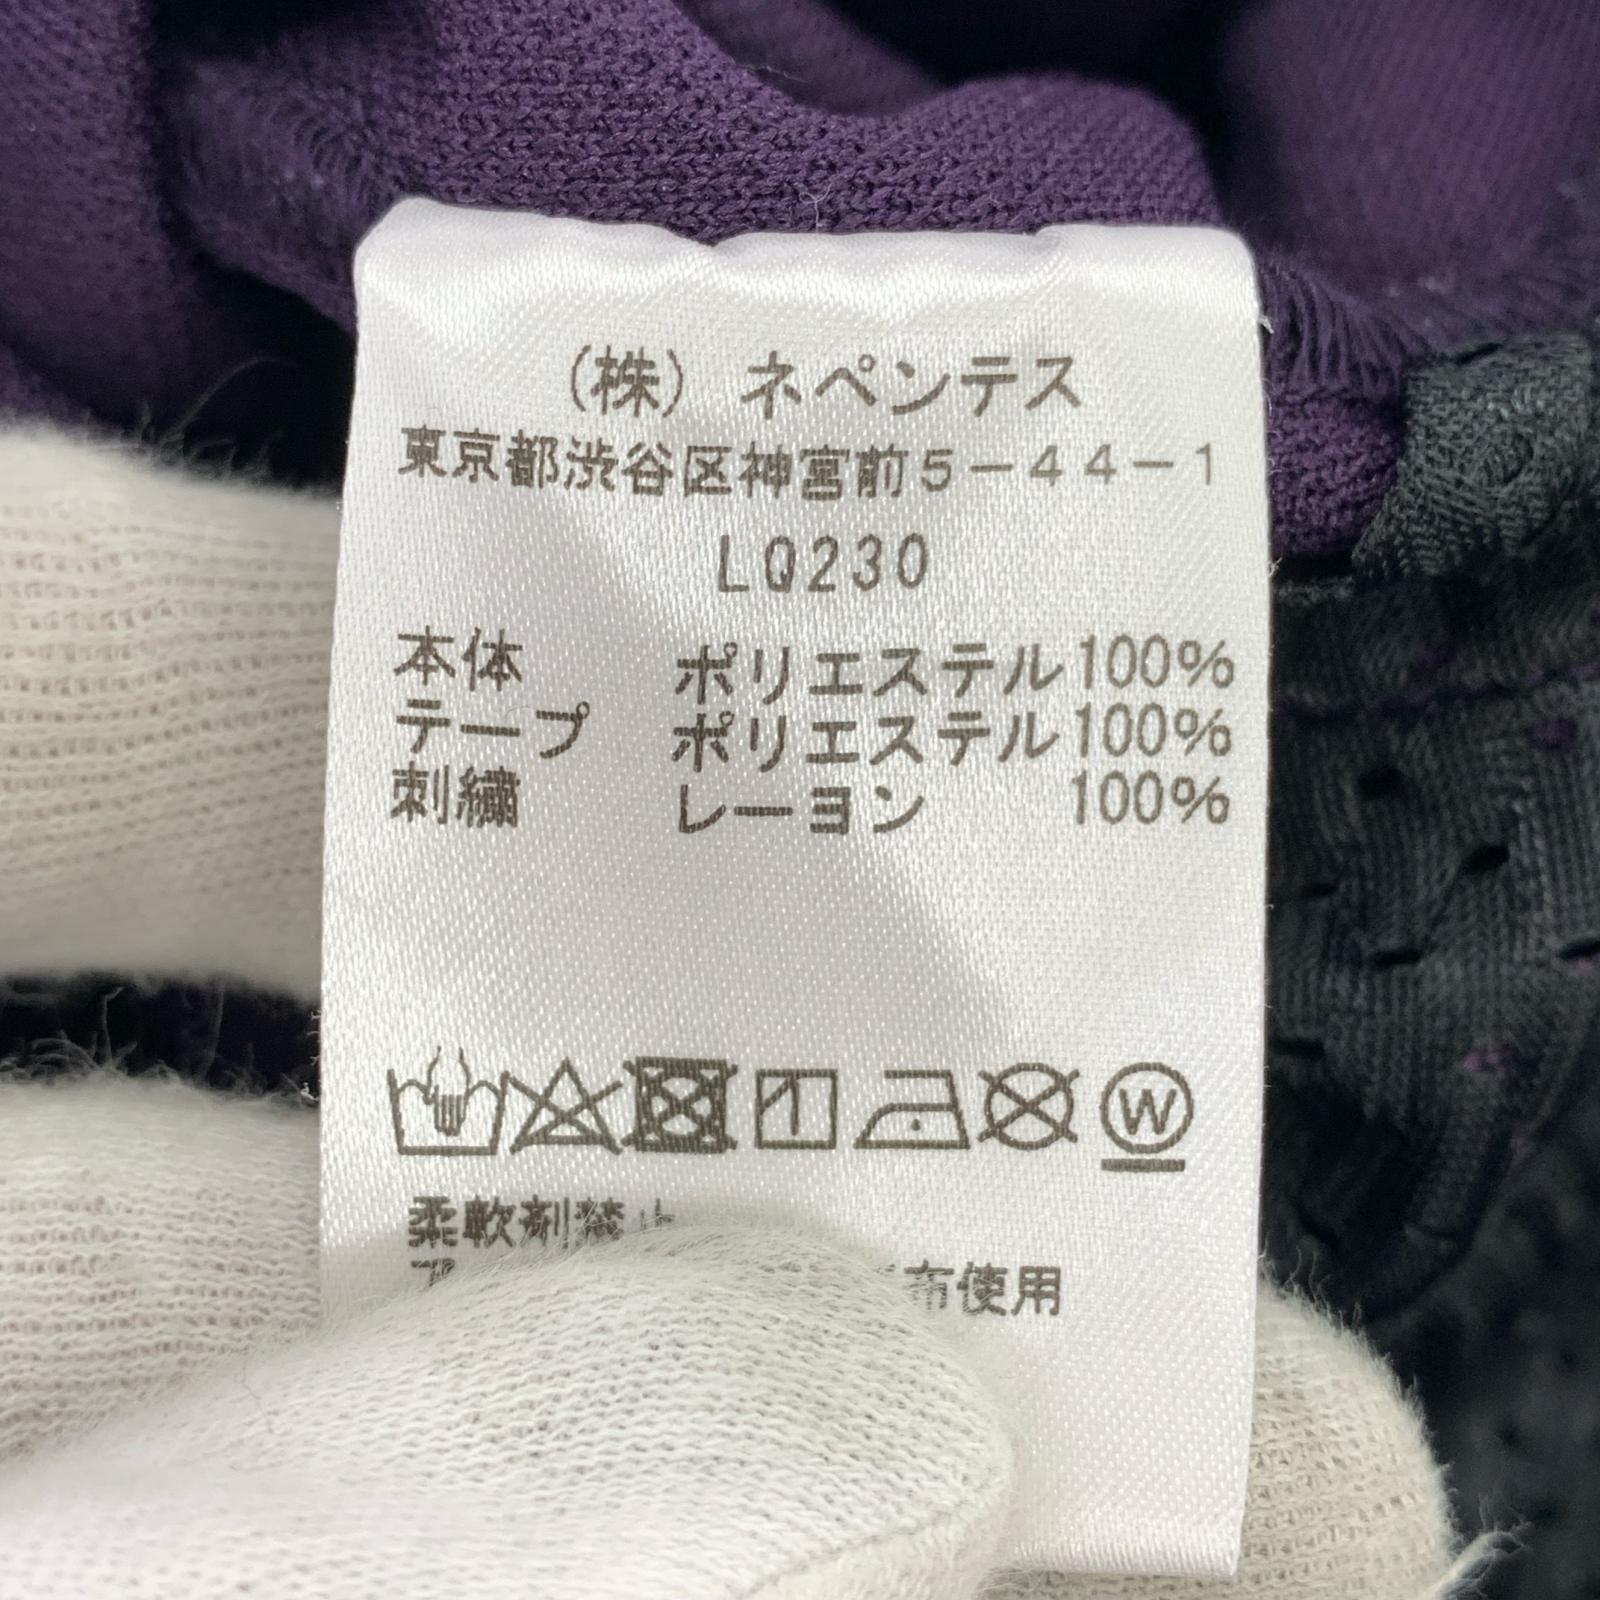 (株) ネペンテス
東京都渋谷区神宮前5-44-1
LQ230
本体 ポリエステル100%
テープ ポリエステル100%
刺繍 レーヨン 100%
W
柔軟剤禁止
布使用